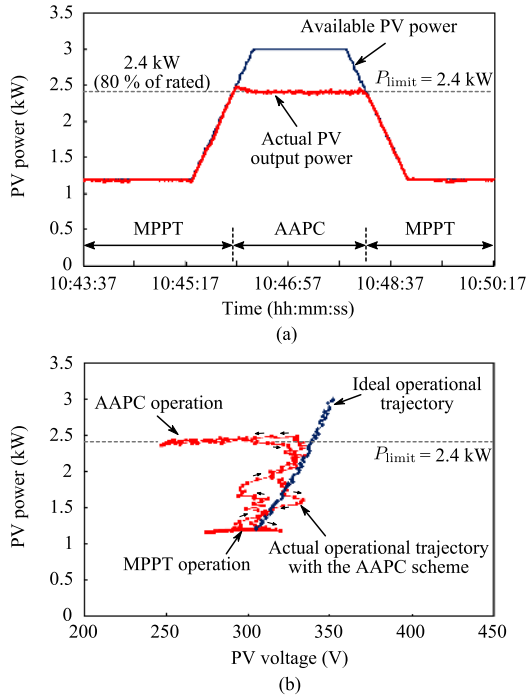 (a)
3.5
3
2.5
2
1.5
1
0.5
0
PV power (kW)
Available PV power
2.4 kW
(80 % of rated)
P_limit = 2.4 kW
Actual PV
output power
MPPT
AAPC
MPPT
10:43:37 10:45:17 10:46:57 10:48:37 10:50:17
Time (hh:mm:ss)
(a)
3.5
3
2.5
2
1.5
1
0.5
0
PV power (kW)
AAPC operation
Ideal operational
trajectory
P_limit = 2.4 kW
MPPT operation
Actual operational trajectory
with the AAPC scheme
200 250 300 350 400 450
PV voltage (V)
(b)